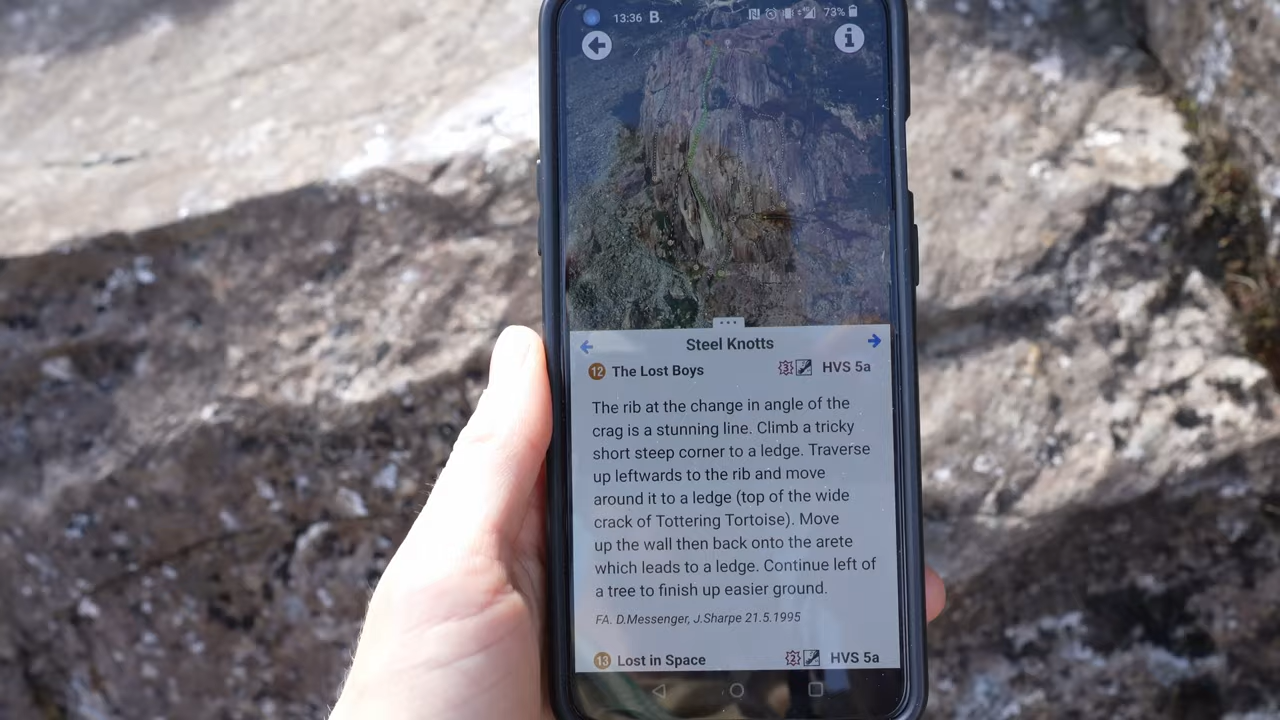 13:36 B. 73%
Steel Knotts
12 The Lost Boys 3 HVS 5a
The rib at the change in angle of the
crag is a stunning line. Climb a tricky
short steep corner to a ledge. Traverse
up leftwards to the rib and move
around it to a ledge (top of the wide
crack of Tottering Tortoise). Move
up the wall then back onto the arete
which leads to a ledge. Continue left of
a tree to finish up easier ground.
FA. D.Messenger, J.Sharpe 21.5.1995
13 Lost in Space 2 HVS 5a